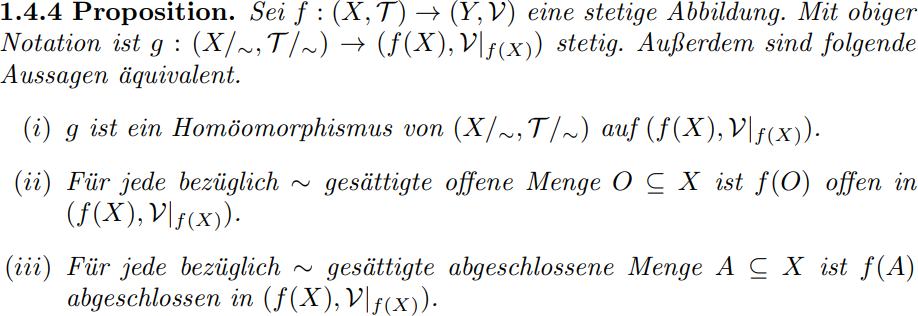 1.4.4 Proposition. Sei f : (X, 𝒯) → (Y, 𝒱) eine stetige Abbildung. Mit obiger
Notation ist g : (X/∼, 𝒯/∼) → (f(X), 𝒱|f(X)) stetig. Außerdem sind folgende
Aussagen äquivalent.
(i) g ist ein Homöomorphismus von (X/∼, 𝒯/∼) auf (f(X), 𝒱|f(X)).
(ii) Für jede bezüglich ∼ gesättigte offene Menge O ⊆ X ist f(O) offen in
(f(X), 𝒱|f(X)).
(iii) Für jede bezüglich ∼ gesättigte abgeschlossene Menge A ⊆ X ist f(A)
abgeschlossen in (f(X), 𝒱|f(X)).